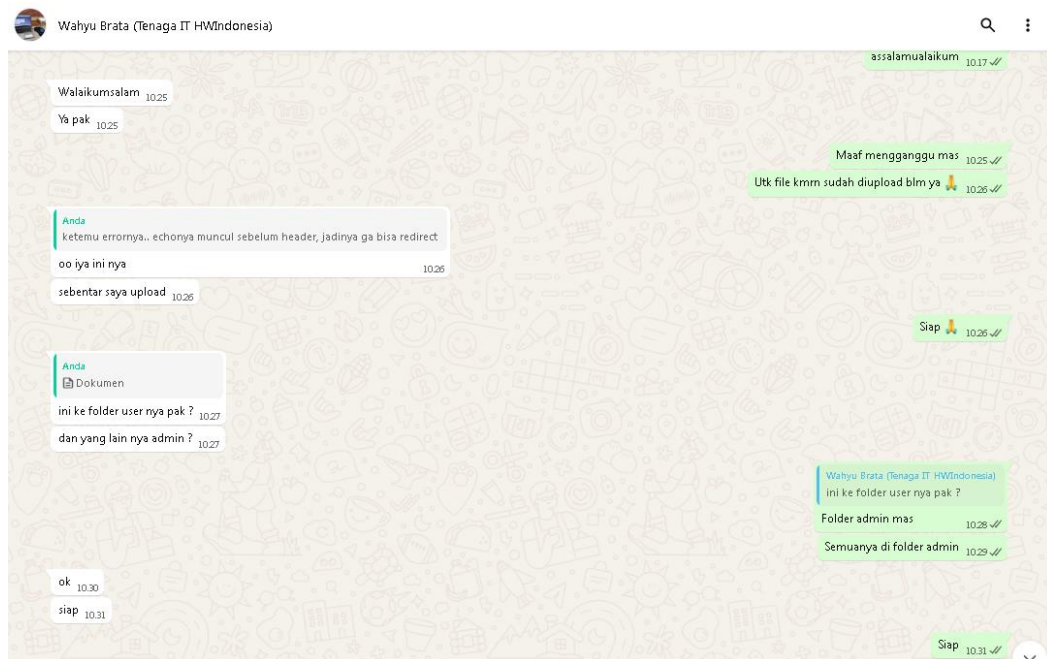 Wahyu Brata (Tenaga IT HWIndonesia)
assalamualaikum 10.17
Walaikumsalam 10.25
Ya pak 10.25
Maaf mengganggu mas 10.25
Utk file kmrn sudah diupload blm ya 🙏 10.26
Anda
ketemu errornya.. echonya muncul sebelum header, jadinya ga bisa redirect
oo iya ini nya 10.26
sebentar saya upload 10.26
Siap 🙏 10.26
Anda
Dokumen
ini ke folder user nya pak ? 10.27
dan yang lain nya admin ? 10.27
Wahyu Brata (Tenaga IT HWIndonesia)
ini ke folder user nya pak ?
Folder admin mas 10.28
Semuanya di folder admin 10.29
ok 10.30
siap 10.31
Siap 10.31